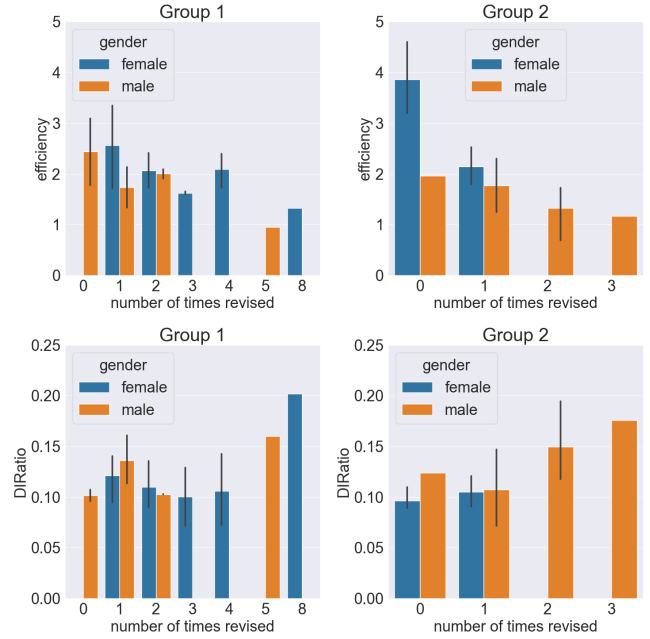 Group 1
5
4
3
2
1
0
efficiency
gender
female
male
0 1 2 3 4 5 8
number of times revised
Group 2
5
4
3
2
1
0
efficiency
gender
female
male
0 1 2 3
number of times revised
Group 1
0.25
0.20
0.15
0.10
0.05
0.00
DIRatio
gender
female
male
0 1 2 3 4 5 8
number of times revised
Group 2
0.25
0.20
0.15
0.10
0.05
0.00
DIRatio
gender
female
male
0 1 2 3
number of times revised